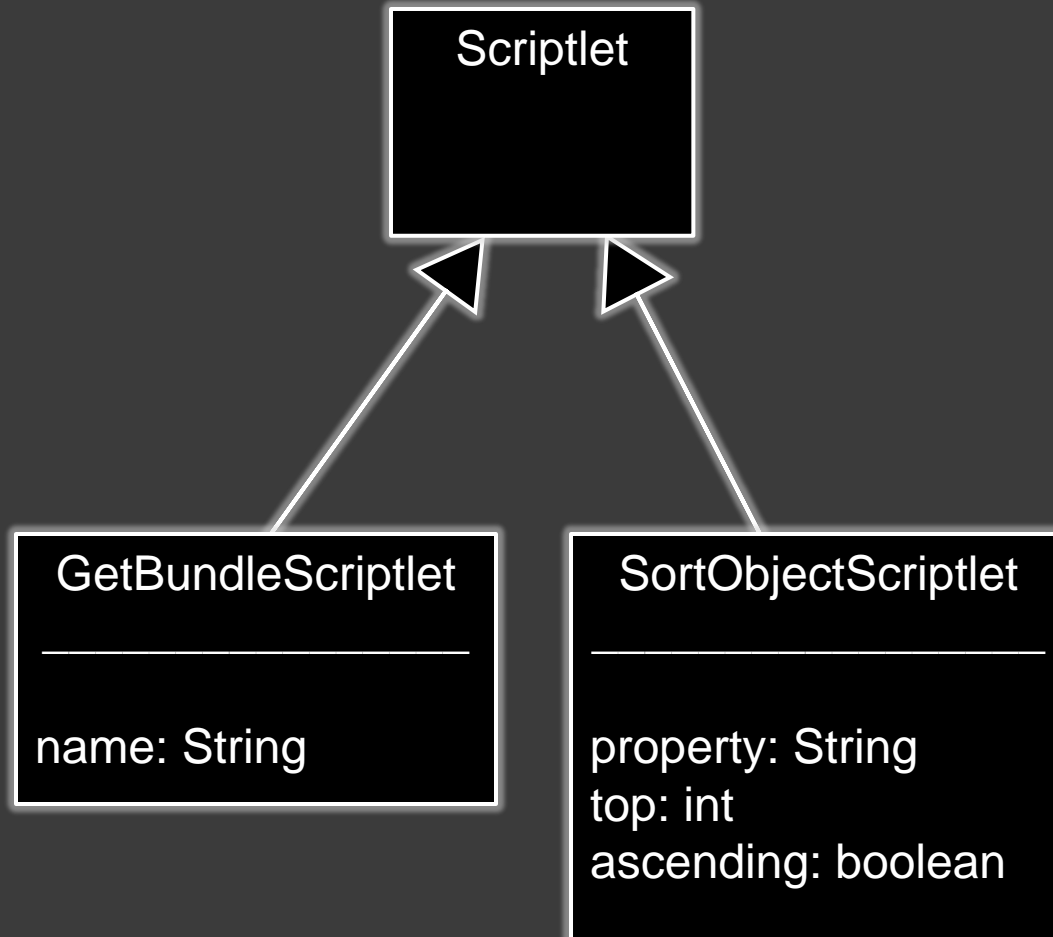 Scriptlet
GetBundleScriptlet
name: String
SortObjectScriptlet
property: String
top: int
ascending: boolean